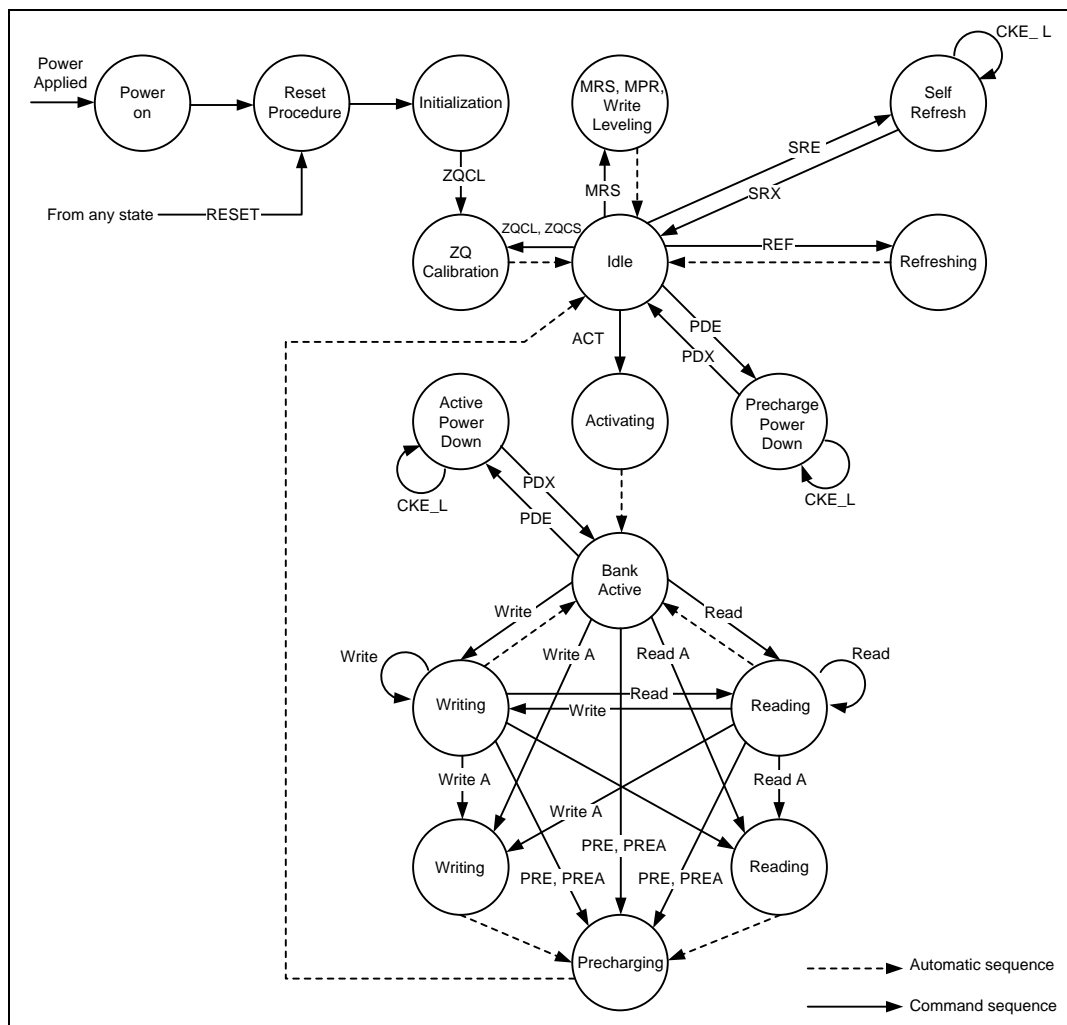 Power
Applied
Power
on
Reset
Procedure
Initialization
MRS, MPR,
Write
Leveling
CKE_ L
Self
Refresh
From any state
RESET
ZQCL
MRS
SRE
SRX
ZQCL, ZQCS
ZQ
Calibration
Idle
REF
Refreshing
ACT
PDE
PDX
Active
Power
Down
Activating
Precharge
Power
Down
CKE_L
PDX
PDE
CKE_L
Bank
Active
Write
Read
Write
Write A
Read A
Read
Writing
Read
Write
Reading
Write A
Write A
Read A
Writing
PRE, PREA
Reading
PRE, PREA
PRE, PREA
Precharging
Automatic sequence
Command sequence